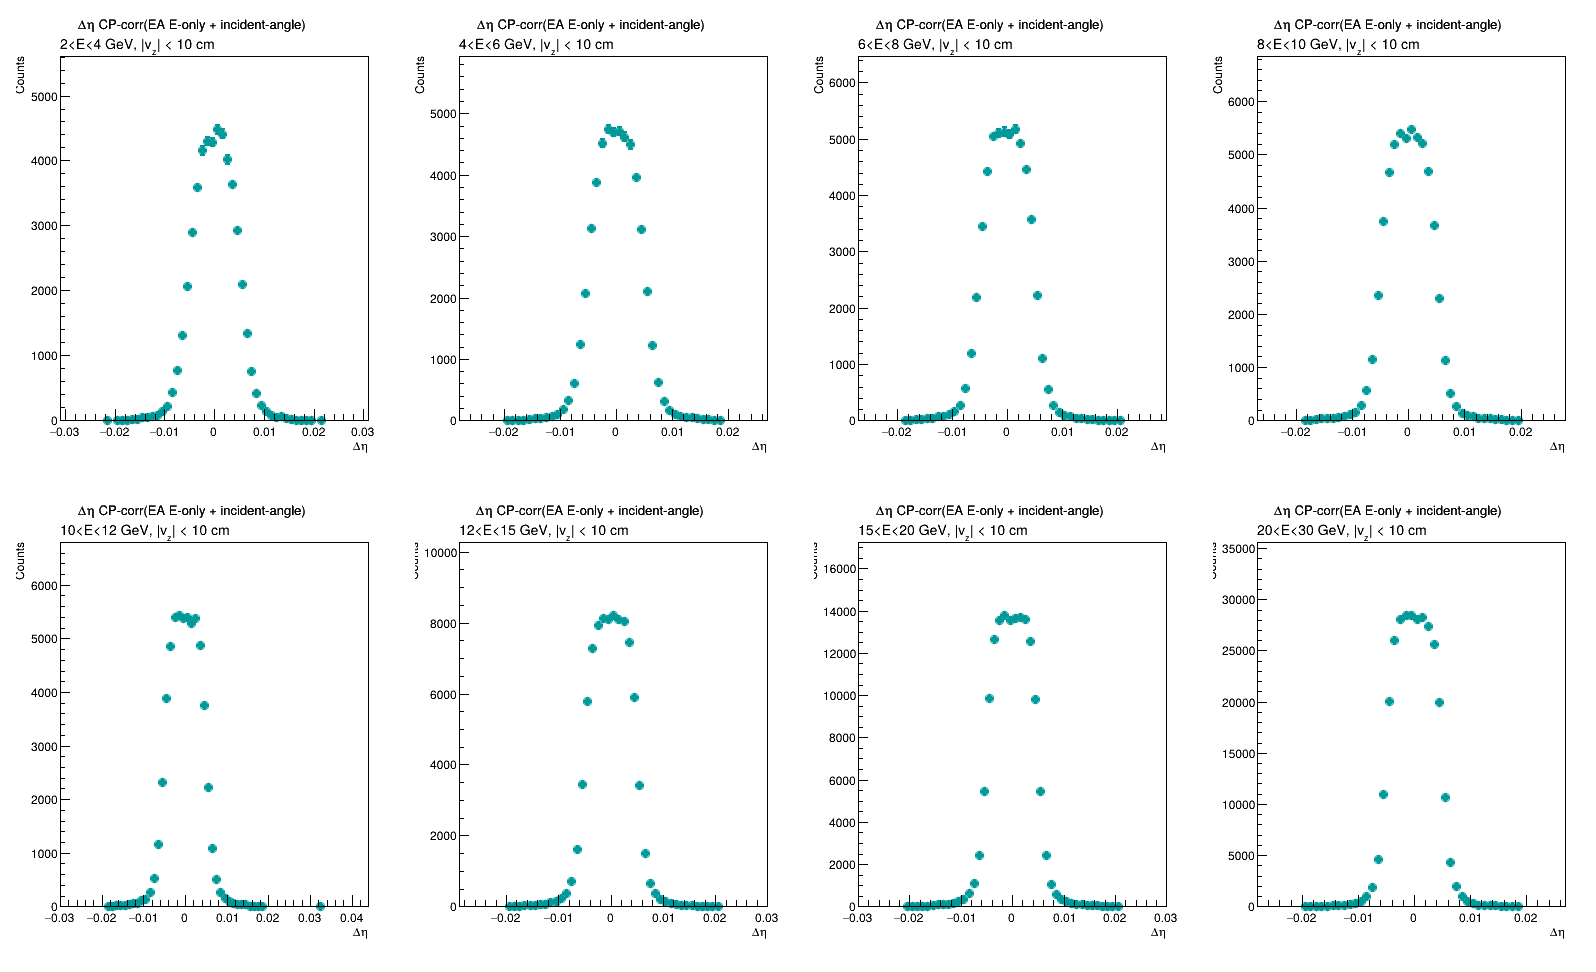 Δη CP-corr(EA E-only + incident-angle)
2<E<4 GeV, |v_z| < 10 cm
Counts
5000
4000
3000
2000
1000
0
−0.03 −0.02 −0.01 0 0.01 0.02 0.03
Δη
Δη CP-corr(EA E-only + incident-angle)
4<E<6 GeV, |v_z| < 10 cm
Counts
5000
4000
3000
2000
1000
0
−0.02 −0.01 0 0.01 0.02
Δη
Δη CP-corr(EA E-only + incident-angle)
6<E<8 GeV, |v_z| < 10 cm
Counts
6000
5000
4000
3000
2000
1000
0
−0.02 −0.01 0 0.01 0.02
Δη
Δη CP-corr(EA E-only + incident-angle)
8<E<10 GeV, |v_z| < 10 cm
Counts
6000
5000
4000
3000
2000
1000
0
−0.02 −0.01 0 0.01 0.02
Δη
Δη CP-corr(EA E-only + incident-angle)
10<E<12 GeV, |v_z| < 10 cm
Counts
6000
5000
4000
3000
2000
1000
0
−0.03 −0.02 −0.01 0 0.01 0.02 0.03 0.04
Δη
Δη CP-corr(EA E-only + incident-angle)
12<E<15 GeV, |v_z| < 10 cm
Counts
10000
8000
6000
4000
2000
0
−0.02 −0.01 0 0.01 0.02 0.03
Δη
Δη CP-corr(EA E-only + incident-angle)
15<E<20 GeV, |v_z| < 10 cm
Counts
16000
14000
12000
10000
8000
6000
4000
2000
0
−0.03 −0.02 −0.01 0 0.01 0.02 0.03
Δη
Δη CP-corr(EA E-only + incident-angle)
20<E<30 GeV, |v_z| < 10 cm
Counts
35000
30000
25000
20000
15000
10000
5000
0
−0.02 −0.01 0 0.01 0.02
Δη